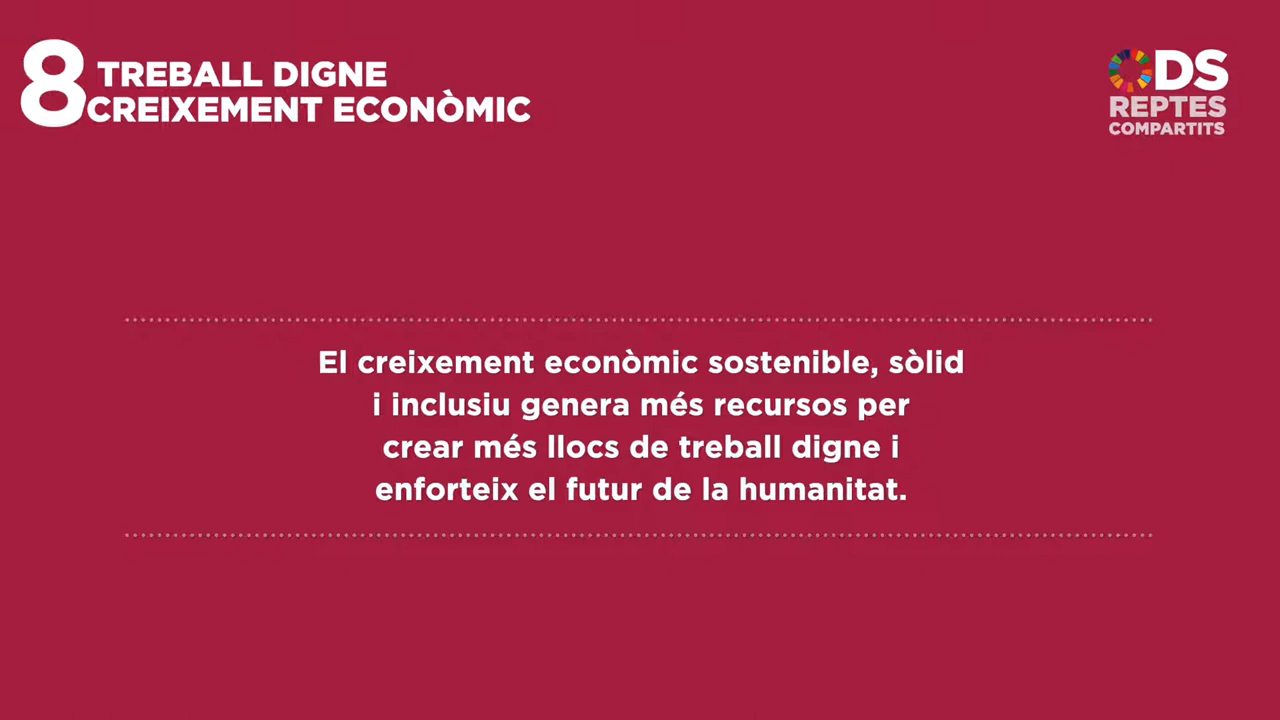 8 TREBALL DIGNE
CREIXEMENT ECONÒMIC
ODS
REPTES
COMPARTITS
El creixement econòmic sostenible, sòlid
i inclusiu genera més recursos per
crear més llocs de treball digne i
enforteix el futur de la humanitat.